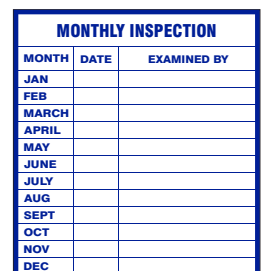 MONTHLY INSPECTION
MONTH DATE EXAMINED BY
JAN
FEB
MARCH
APRIL
MAY
JUNE
JULY
AUG
SEPT
OCT
NOV
DEC